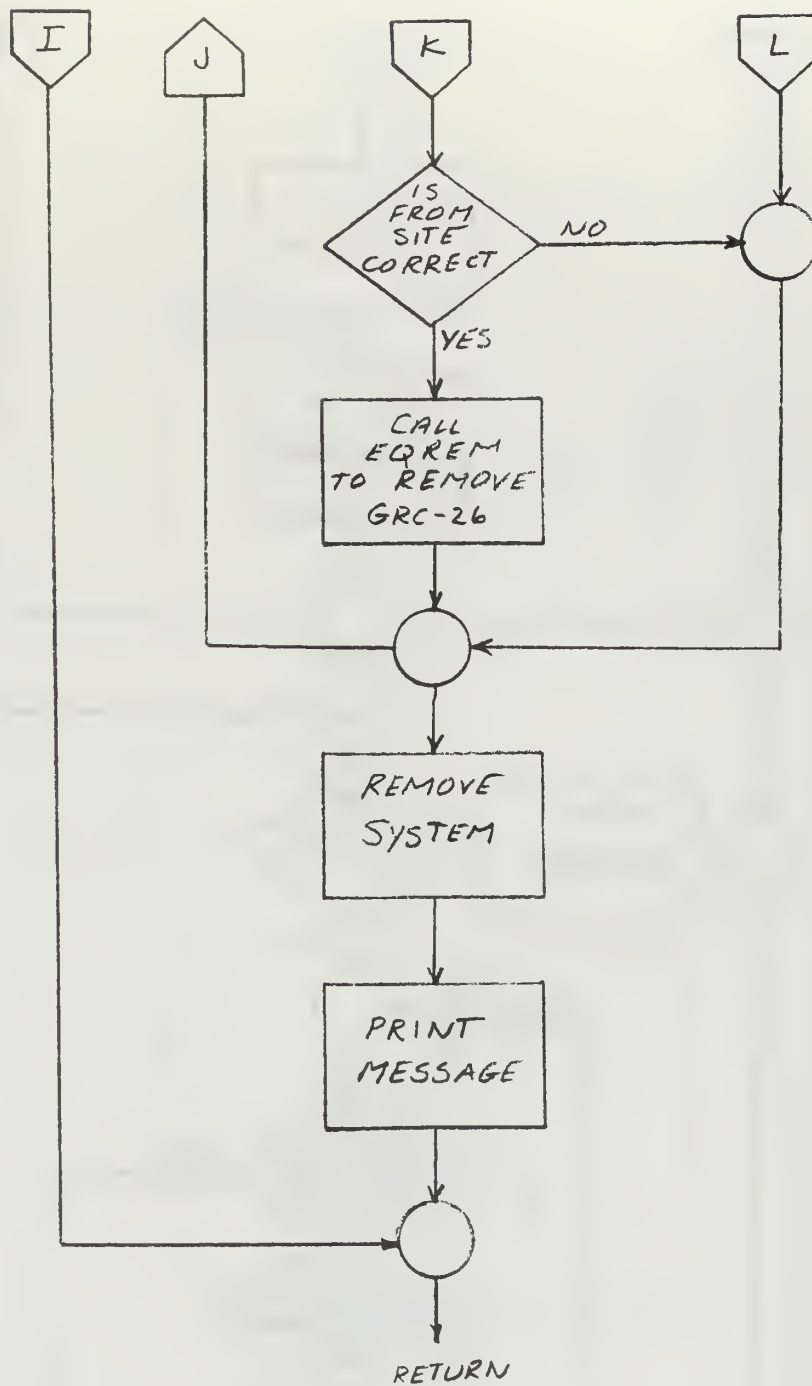 I
J
K
L
IS
FROM
SITE
CORRECT
NO
YES
CALL
EQREM
TO REMOVE
GRC-26
REMOVE
SYSTEM
PRINT
MESSAGE
RETURN